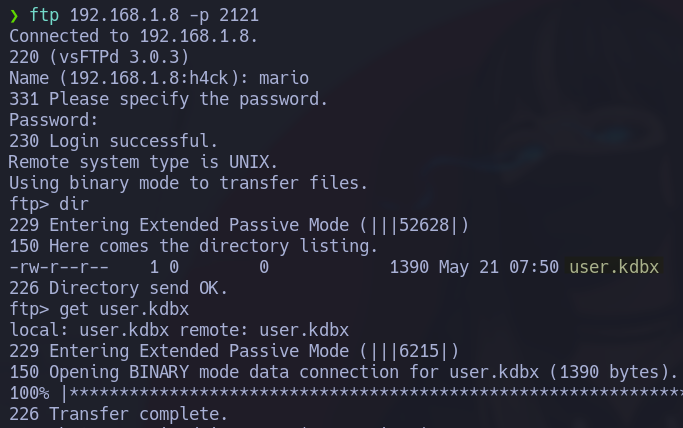 ❯ ftp 192.168.1.8 -p 2121
Connected to 192.168.1.8.
220 (vsFTPd 3.0.3)
Name (192.168.1.8:h4ck): mario
331 Please specify the password.
Password:
230 Login successful.
Remote system type is UNIX.
Using binary mode to transfer files.
ftp> dir
229 Entering Extended Passive Mode (|||52628|)
150 Here comes the directory listing.
-rw-r--r--    1 0        0            1390 May 21 07:50 user.kdbx
226 Directory send OK.
ftp> get user.kdbx
local: user.kdbx remote: user.kdbx
229 Entering Extended Passive Mode (|||6215|)
150 Opening BINARY mode data connection for user.kdbx (1390 bytes).
100% |**************************************************************
226 Transfer complete.